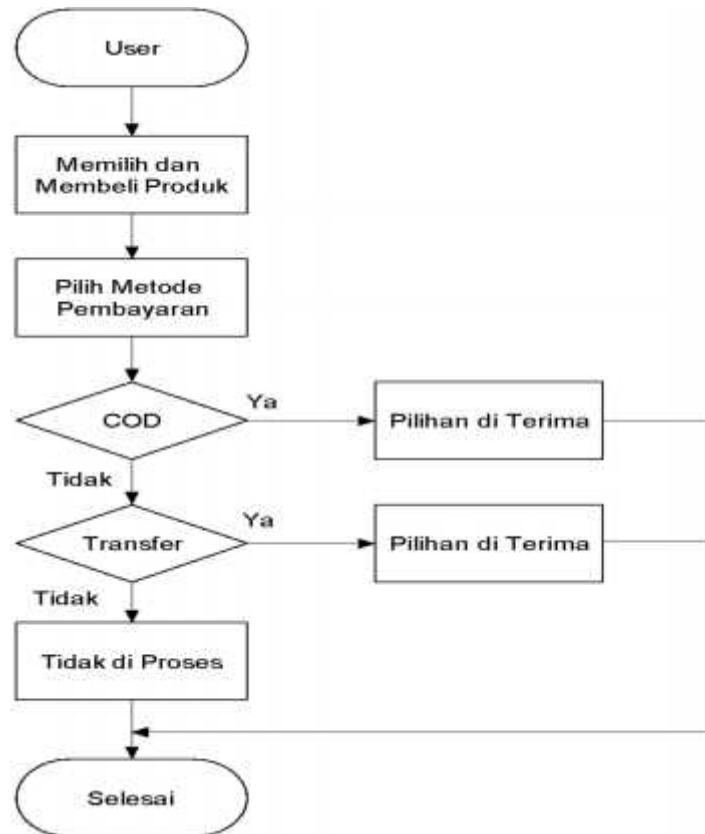 User
Memilih dan
Membeli Produk
Pilih Metode
Pembayaran
COD
Ya
Pilihan di Terima
Tidak
Transfer
Ya
Pilihan di Terima
Tidak
Tidak di Proses
Selesai